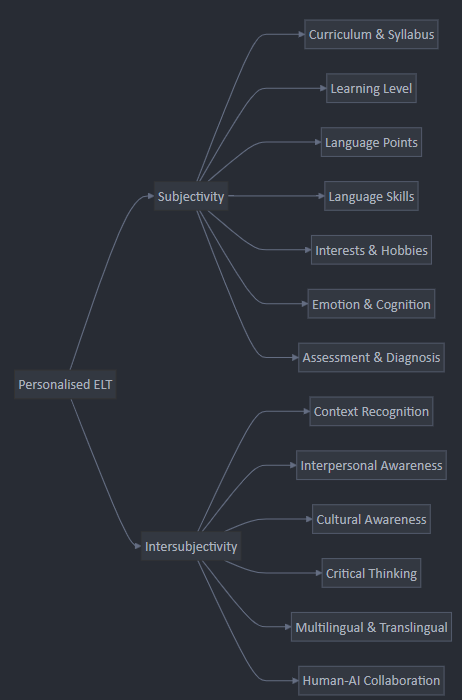 Curriculum & Syllabus
Learning Level
Language Points
Subjectivity
Language Skills
Interests & Hobbies
Emotion & Cognition
Assessment & Diagnosis
Personalised ELT
Context Recognition
Interpersonal Awareness
Cultural Awareness
Intersubjectivity
Critical Thinking
Multilingual & Translingual
Human-AI Collaboration